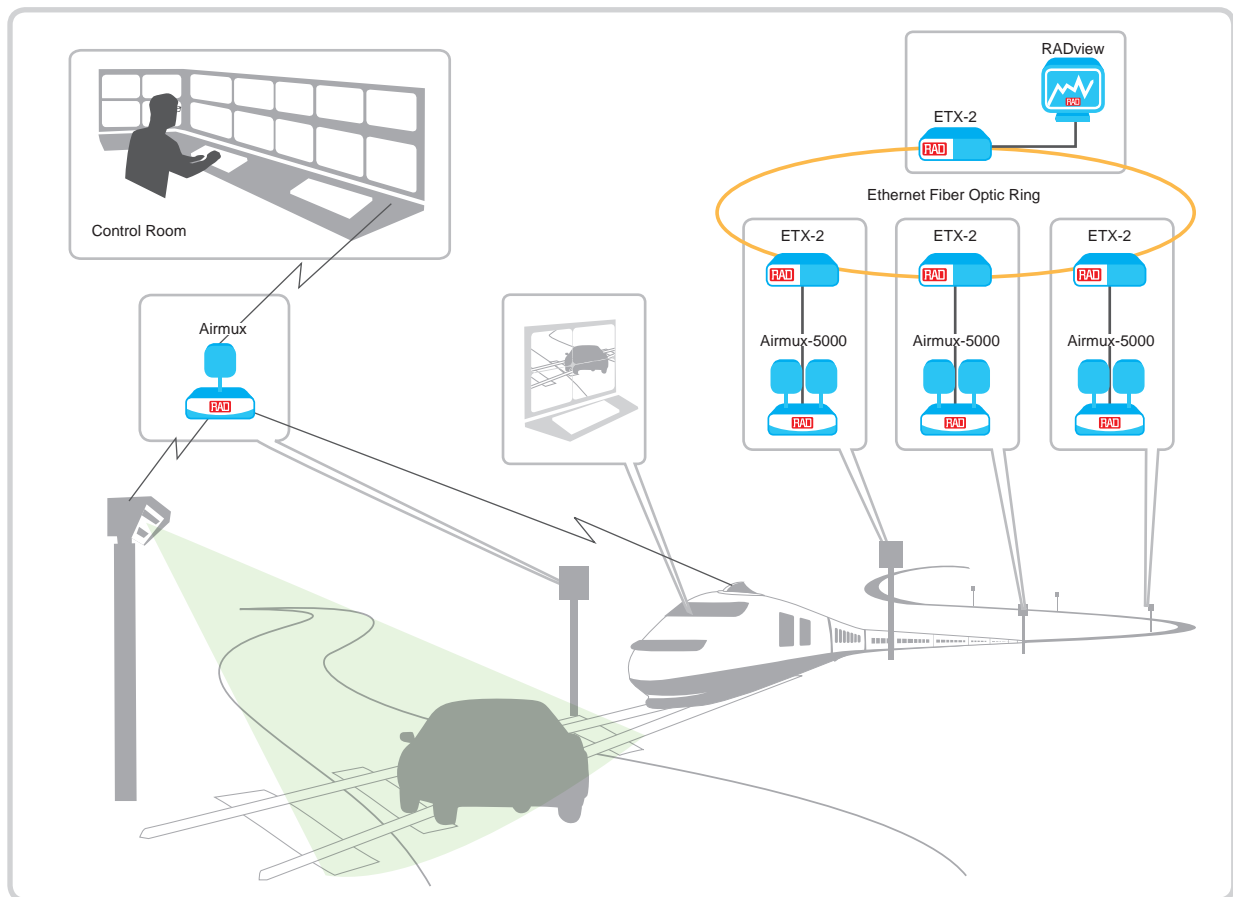 RADview
RAD
ETX-2
RAD
Ethernet Fiber Optic Ring
Control Room
ETX-2
ETX-2
ETX-2
RAD
RAD
RAD
Airmux
RAD
Airmux-5000
Airmux-5000
Airmux-5000
RAD
RAD
RAD